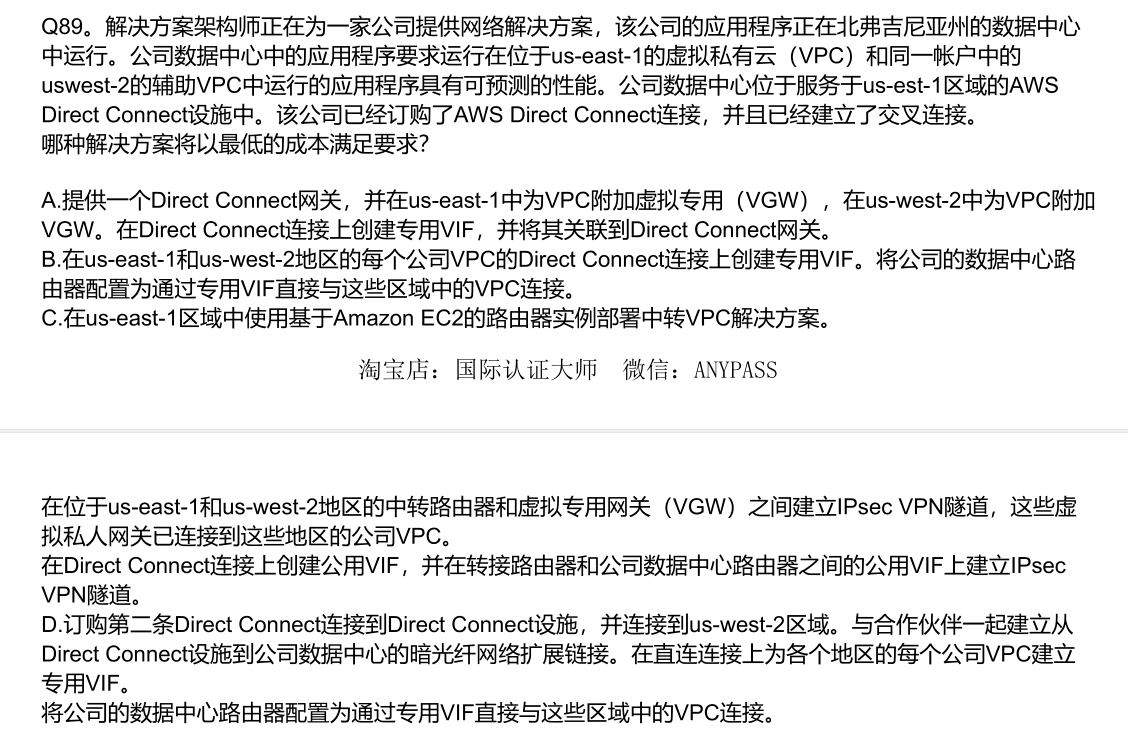 Q89。解决方案架构师正在为一家公司提供网络解决方案，该公司的应用程序正在北弗吉尼亚州的数据中心
中运行。公司数据中心中的应用程序要求运行在位于us-east-1的虚拟私有云（VPC）和同一帐户中的
uswest-2的辅助VPC中运行的应用程序具有可预测的性能。公司数据中心位于服务于us-est-1区域的AWS
Direct Connect设施中。该公司已经订购了AWS Direct Connect连接，并且已经建立了交叉连接。
哪种解决方案将以最低的成本满足要求？
A.提供一个Direct Connect网关，并在us-east-1中为VPC附加虚拟专用（VGW），在us-west-2中为VPC附加
VGW。在Direct Connect连接上创建专用VIF，并将其关联到Direct Connect网关。
B.在us-east-1和us-west-2地区的每个公司VPC的Direct Connect连接上创建专用VIF。将公司的数据中心路
由器配置为通过专用VIF直接与这些区域中的VPC连接。
C.在us-east-1区域中使用基于Amazon EC2的路由器实例部署中转VPC解决方案。
淘宝店：国际认证大师 微信：ANYPASS
在位于us-east-1和us-west-2地区的中转路由器和虚拟专用网关（VGW）之间建立IPsec VPN隧道，这些虚
拟私人网关已连接到这些地区的公司VPC。
在Direct Connect连接上创建公用VIF，并在转接路由器和公司数据中心路由器之间的公用VIF上建立IPsec
VPN隧道。
D.订购第二条Direct Connect连接到Direct Connect设施，并连接到us-west-2区域。与合作伙伴一起建立从
Direct Connect设施到公司数据中心的暗光纤网络扩展链接。在直连连接上为各个地区的每个公司VPC建立
专用VIF。
将公司的数据中心路由器配置为通过专用VIF直接与这些区域中的VPC连接。